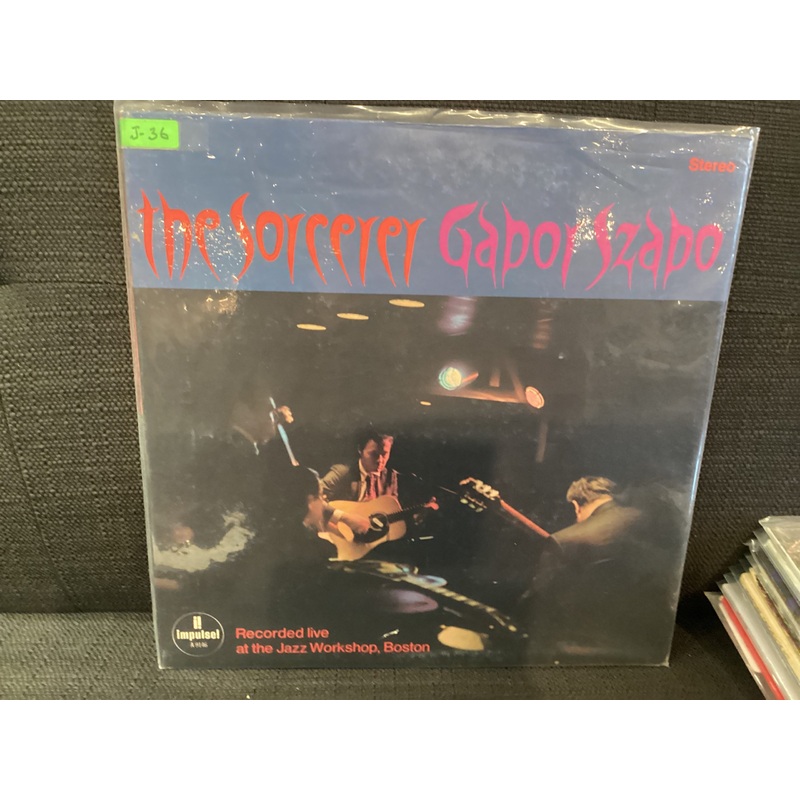 J-36
Stereo
the Sorcerer Gabor Szabo
Impulse!
Recorded live
at the Jazz Workshop, Boston